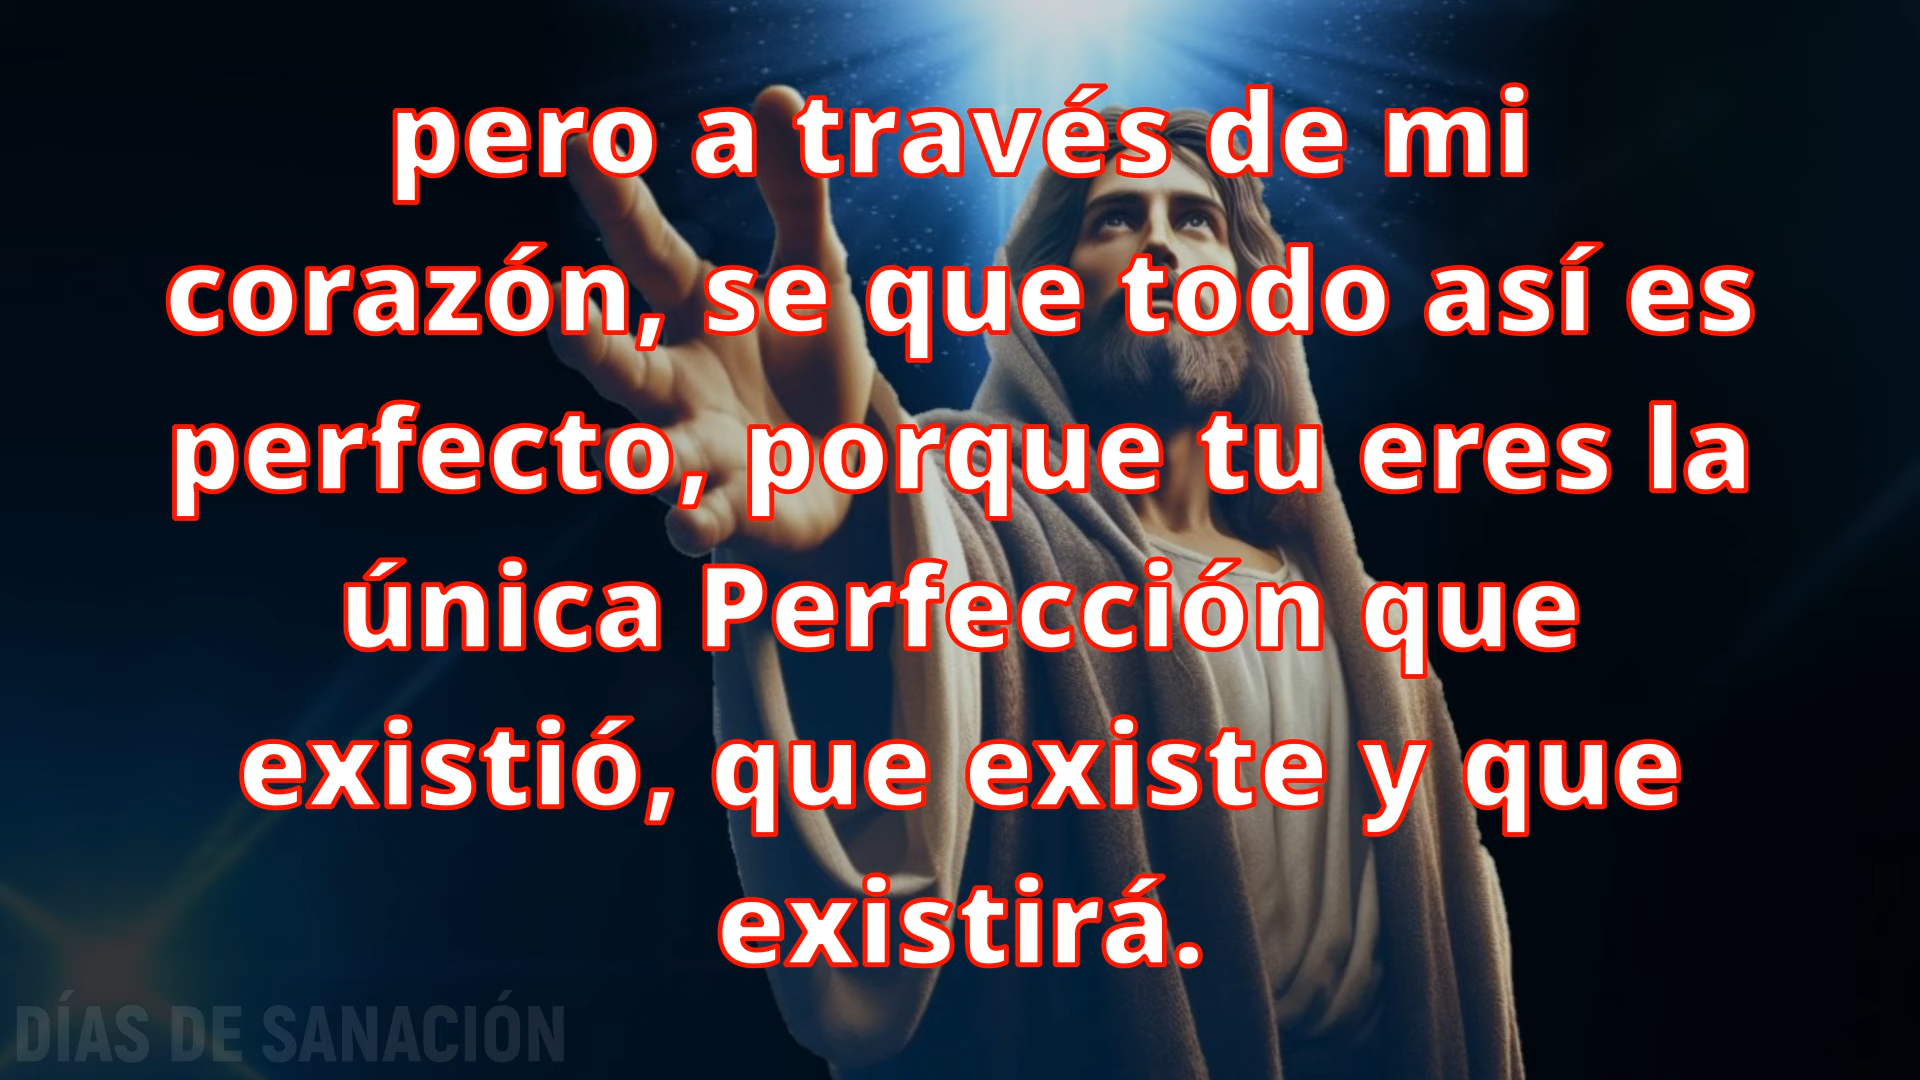 pero a través de mi
corazón, se que todo así es
perfecto, porque tu eres la
única Perfección que
existió, que existe y que
existirá.
DÍAS DE SANACIÓN